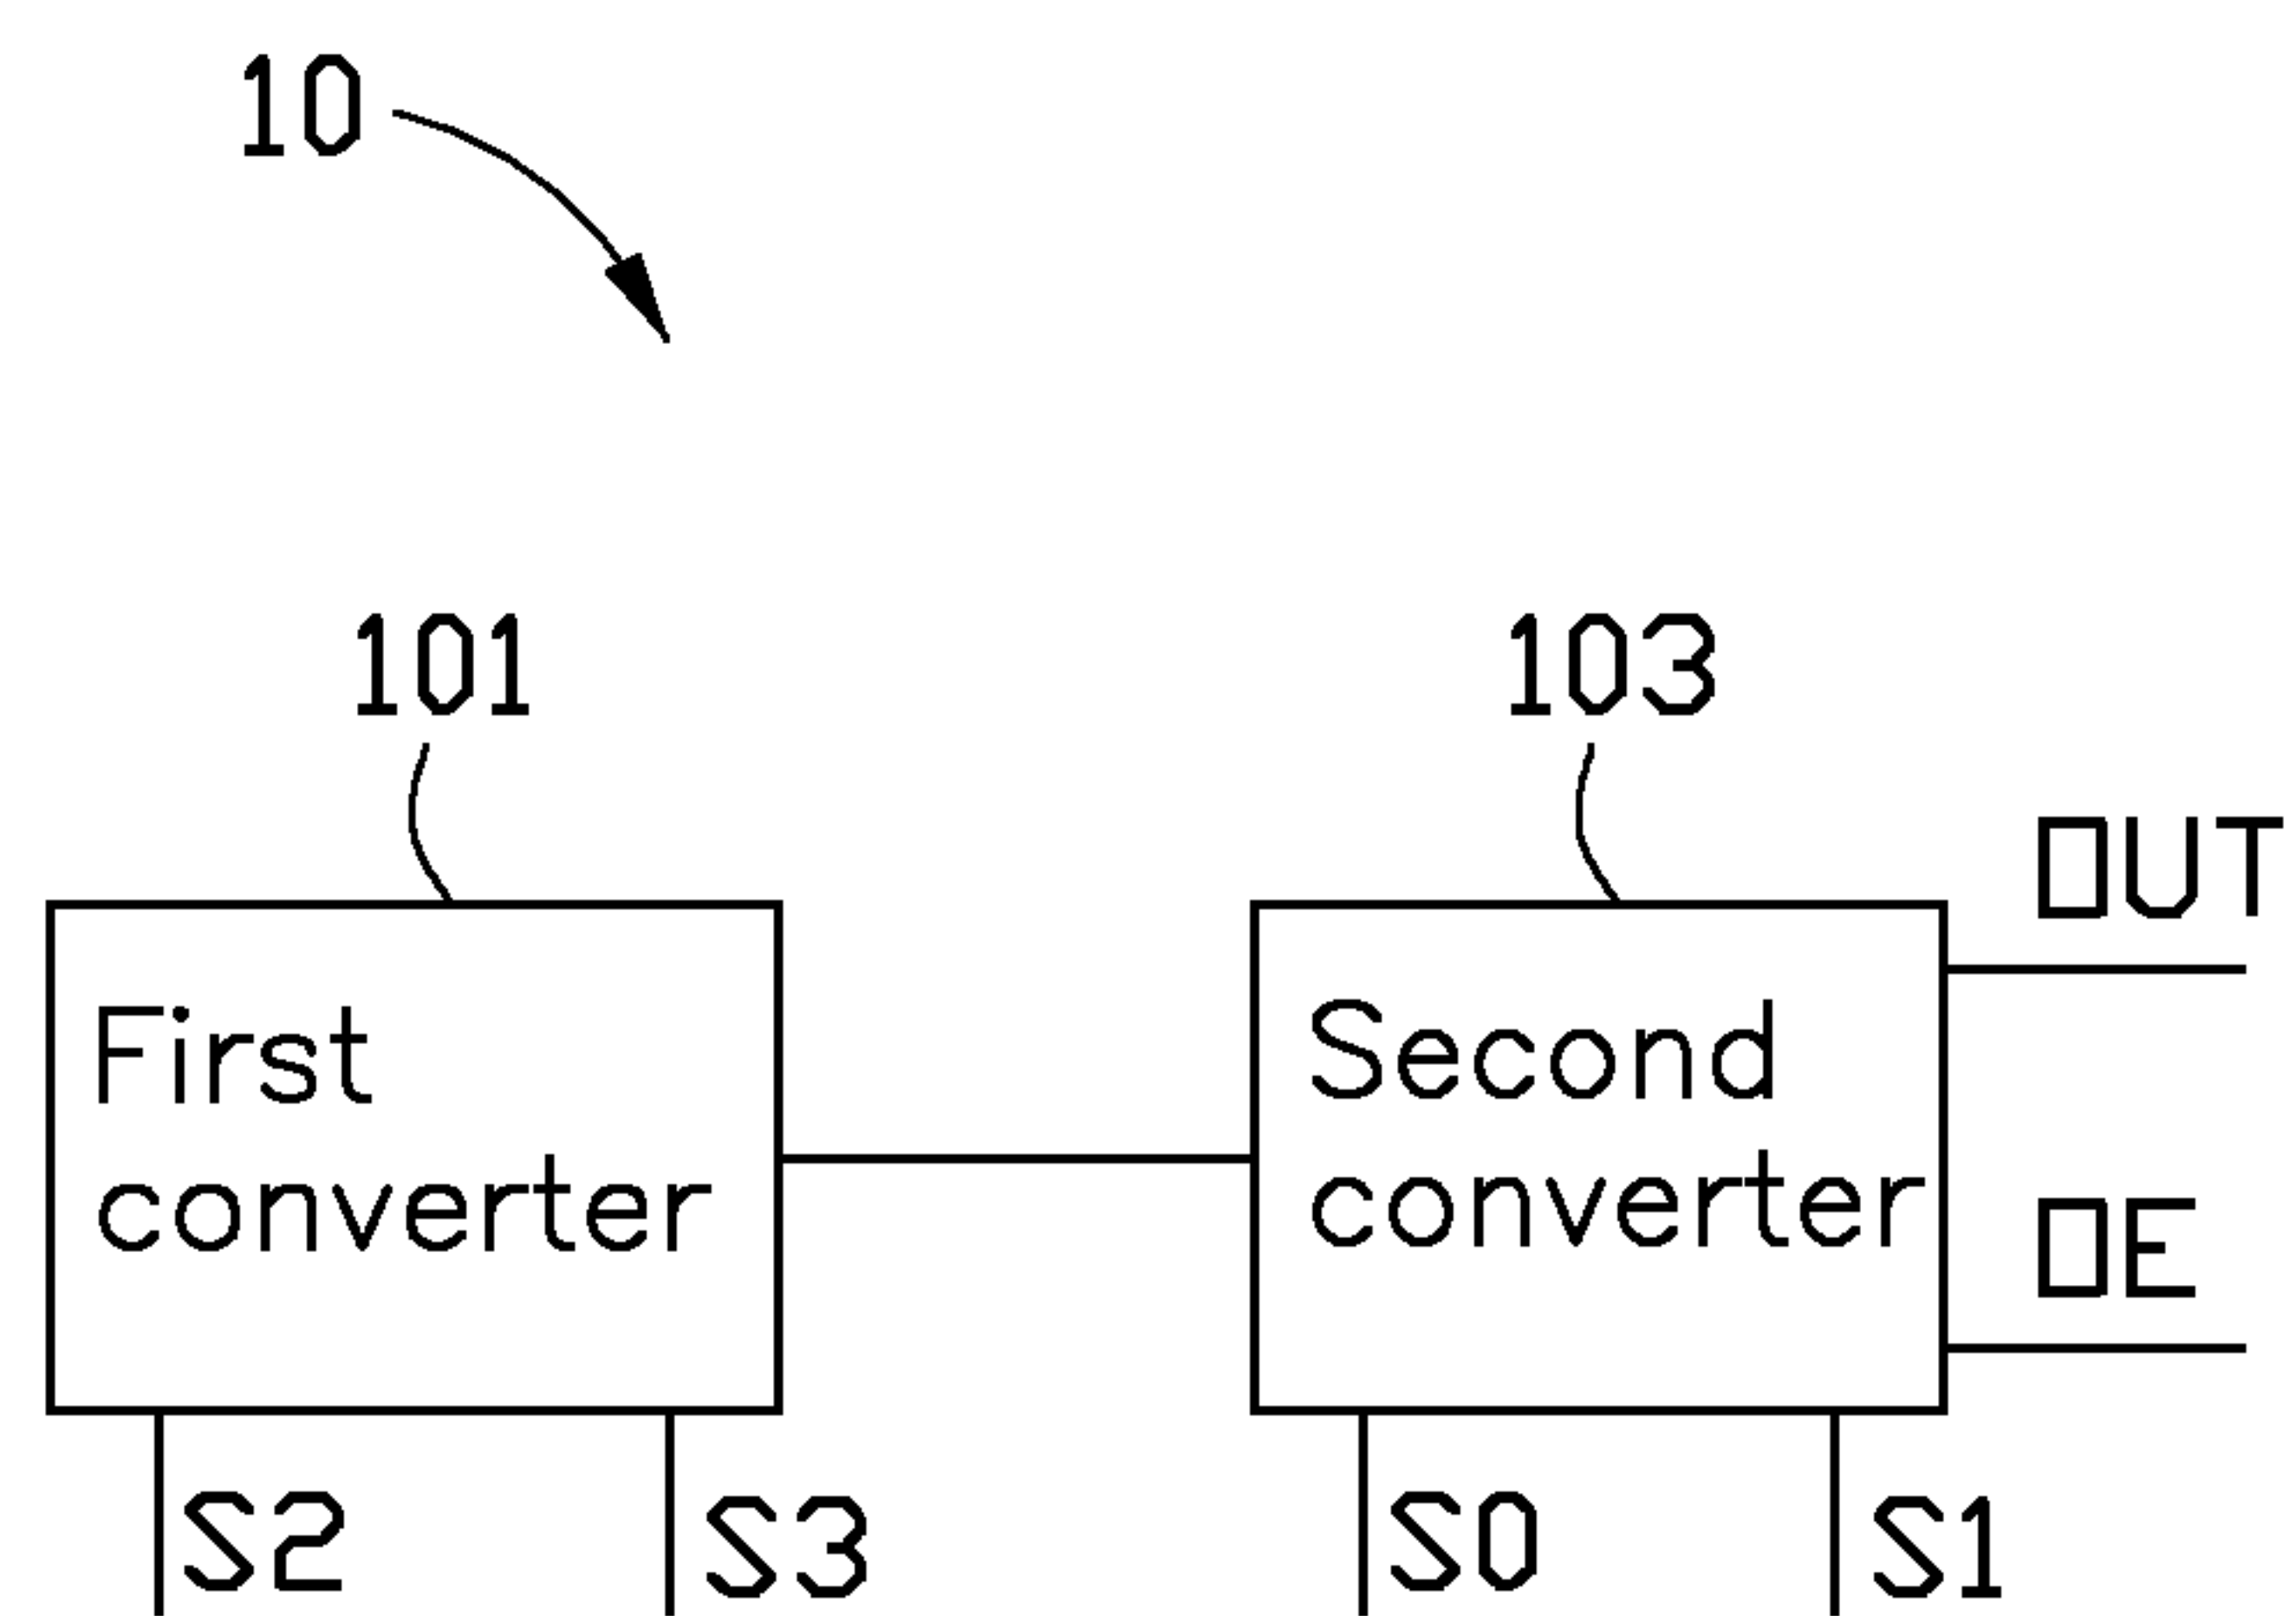 10
101
103
OUT
First
converter
Second
converter
OE
S2
S3
S0
S1